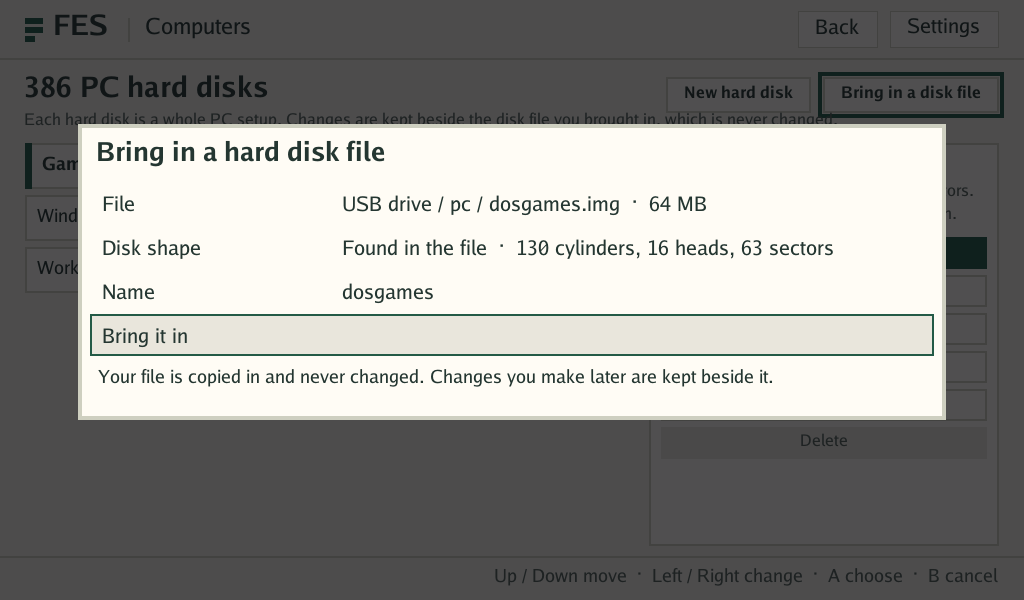 FES Computers Back Settings
386 PC hard disks New hard disk Bring in a disk file
Each hard disk is a whole PC setup. Changes are kept beside the disk file you brought in, which is never changed.
Bring in a hard disk file
File USB drive / pc / dosgames.img · 64 MB
Disk shape Found in the file · 130 cylinders, 16 heads, 63 sectors
Name dosgames
Bring it in
Your file is copied in and never changed. Changes you make later are kept beside it.
Delete
Up / Down move · Left / Right change · A choose · B cancel